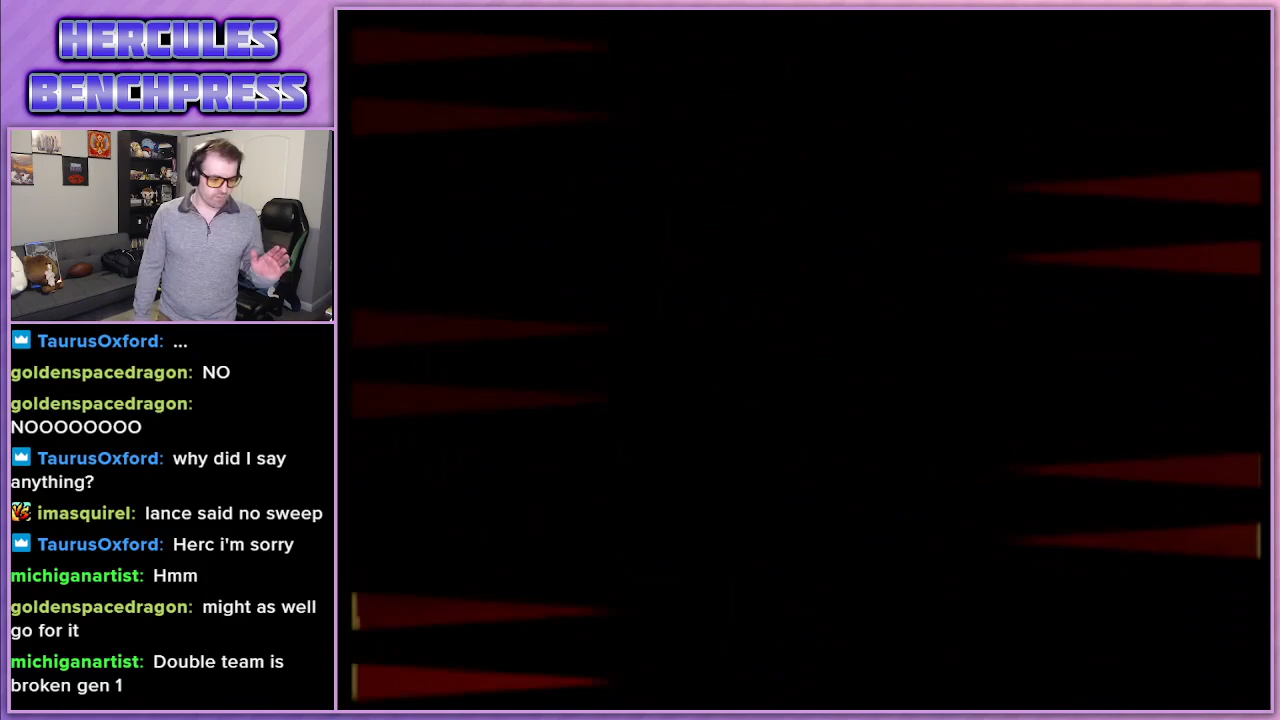 HERCULES
BENCHPRESS
TaurusOxford: ...
goldenspacedragon: NO
goldenspacedragon:
NOOOOOOOO
TaurusOxford: why did I say
anything?
imasquirel: lance said no sweep
TaurusOxford: Herc i'm sorry
michiganartist: Hmm
goldenspacedragon: might as well
go for it
michiganartist: Double team is
broken gen 1